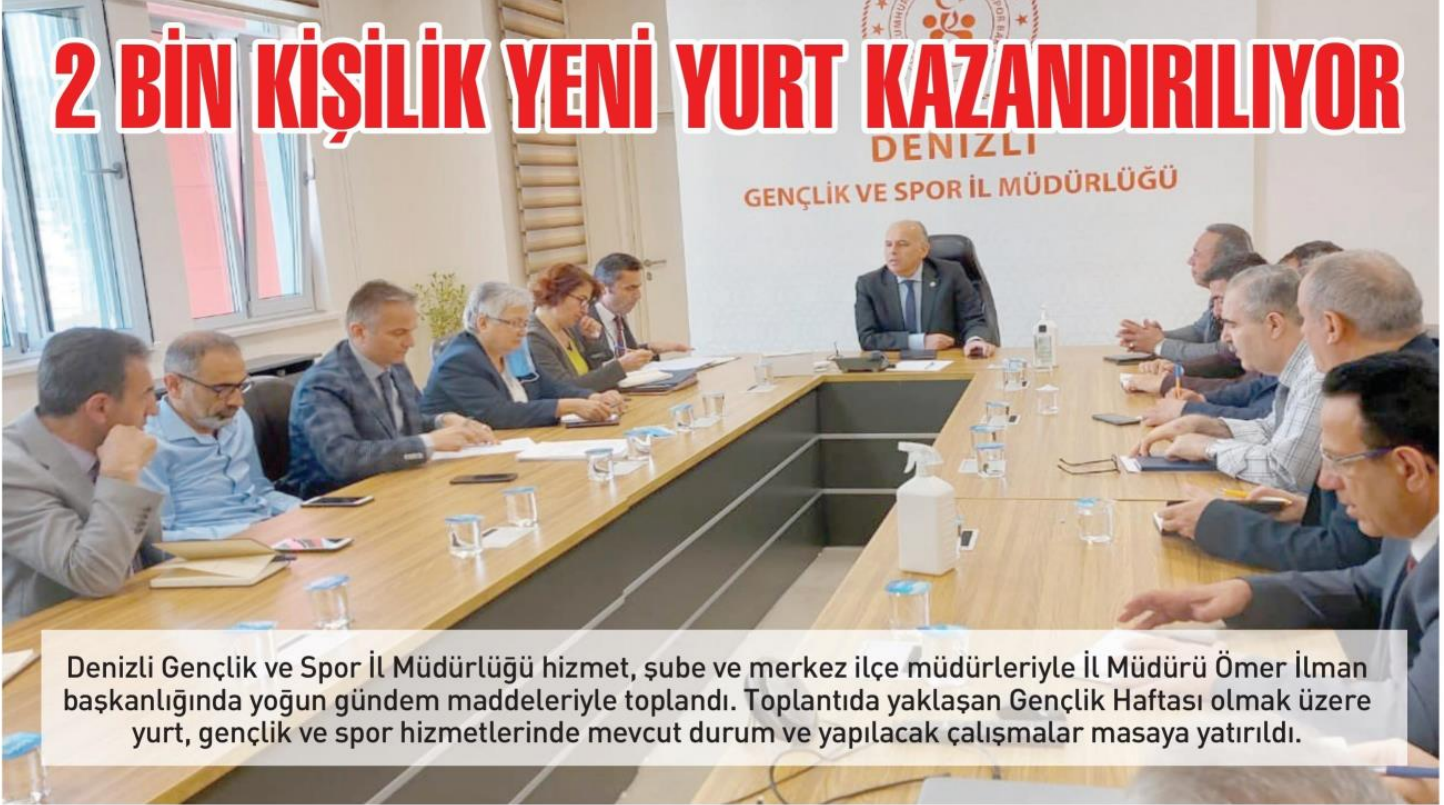 2 BİN KİŞİLİK YENİ YURT KAZANDIRILIYOR
DENİZLİ
GENÇLİK VE SPOR İL MÜDÜRLÜĞÜ
Denizli Gençlik ve Spor İl Müdürlüğü hizmet, şube ve merkez ilçe müdürleriyle İl Müdürü Ömer İlman
başkanlığında yoğun gündem maddeleriyle toplandı. Toplantıda yaklaşan Gençlik Haftası olmak üzere
yurt, gençlik ve spor hizmetlerinde mevcut durum ve yapılacak çalışmalar masaya yatırıldı.